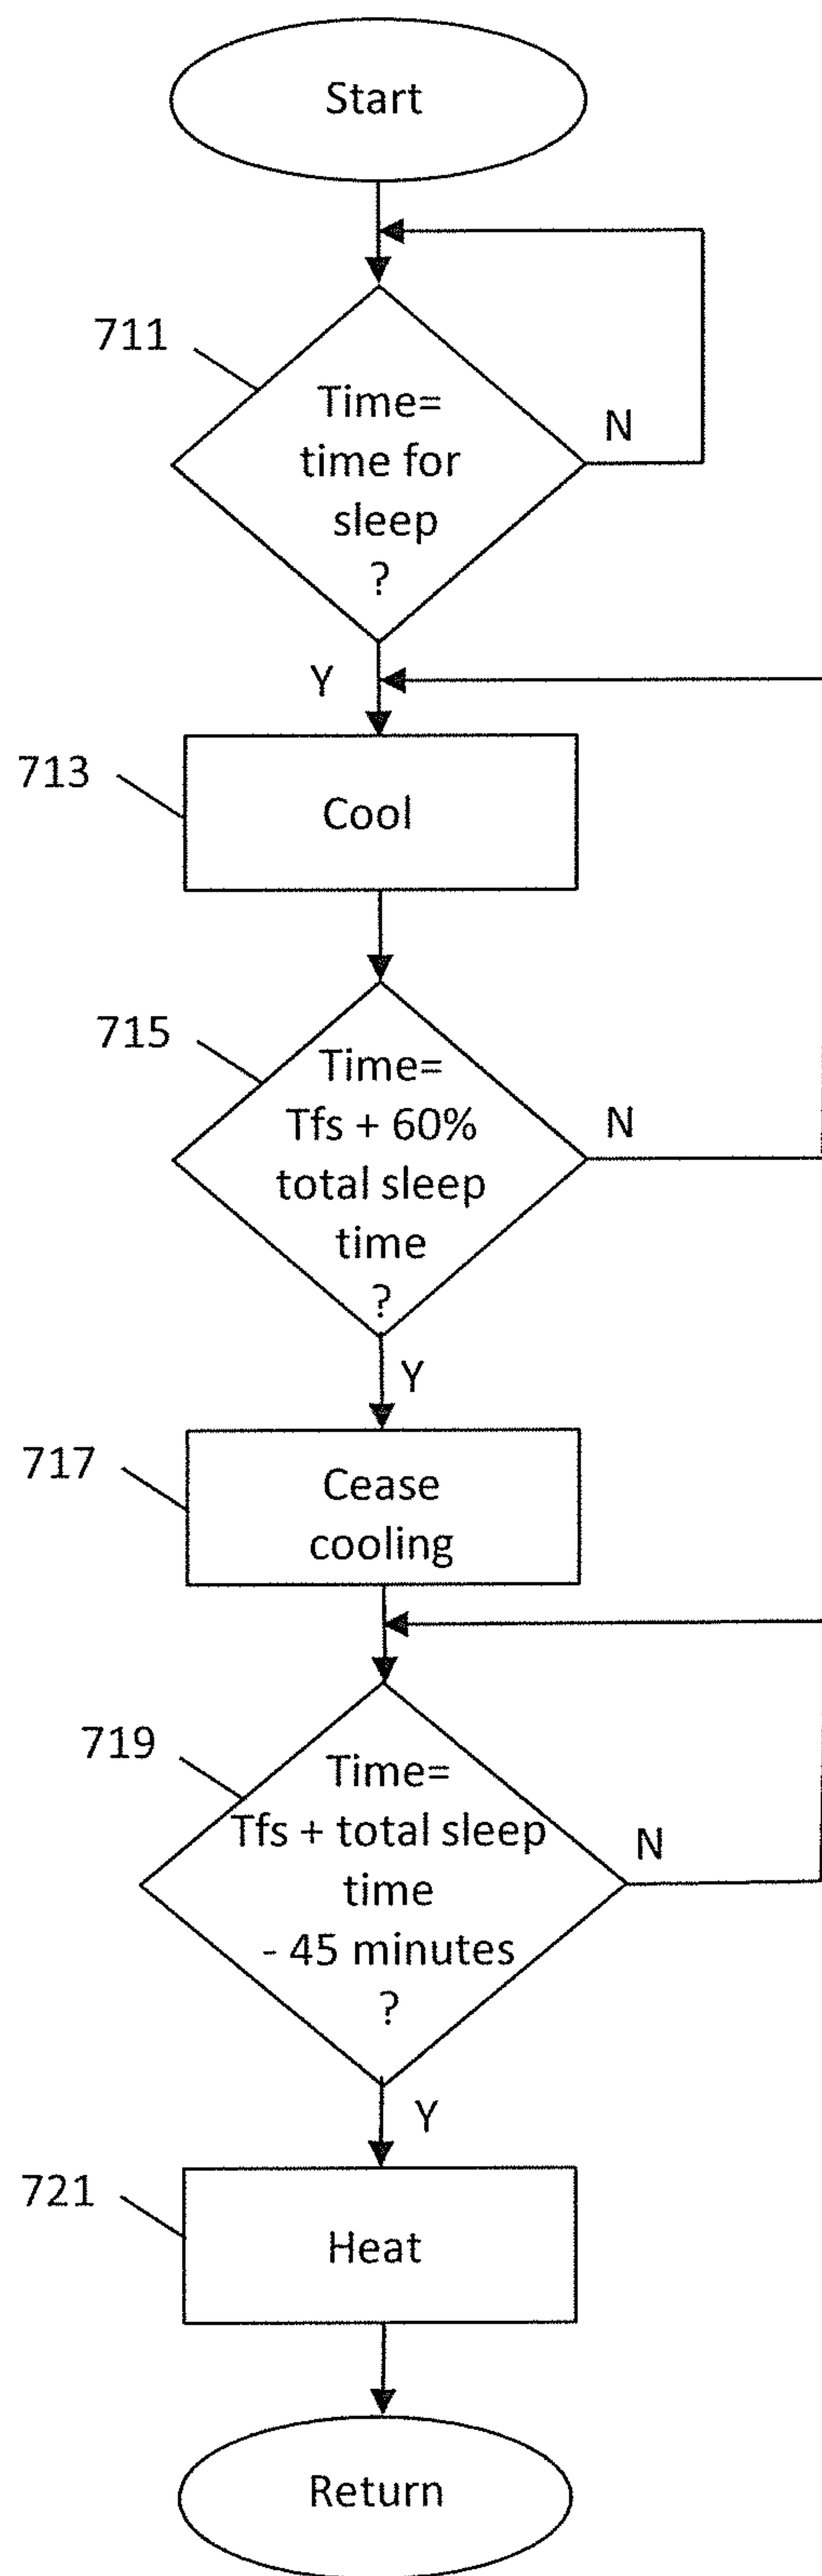 Start
711
Time=
time for
sleep
?
N
Y
713
Cool
715
Time=
Tfs + 60%
total sleep
time
?
N
Y
717
Cease
cooling
719
Time=
Tfs + total sleep
time
- 45 minutes
?
N
Y
721
Heat
Return